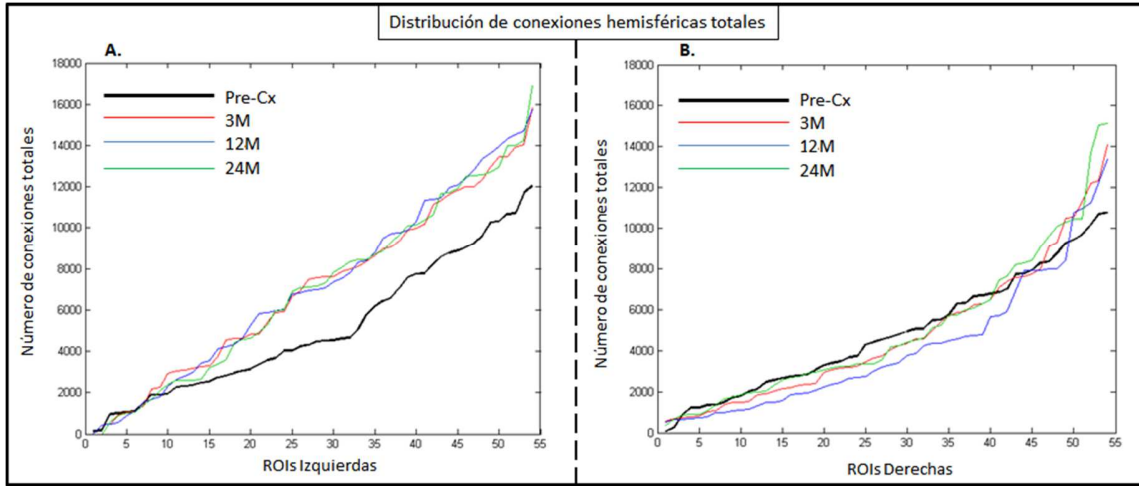 Distribución de conexiones hemisféricas totales
A.
18000
16000
14000
12000
10000
8000
6000
4000
2000
0
0 5 10 15 20 25 30 35 40 45 50 55
Número de conexiones totales
ROIs Izquierdas
Pre-Cx
3M
12M
24M
B.
18000
16000
14000
12000
10000
8000
6000
4000
2000
0
0 5 10 15 20 25 30 35 40 45 50 55
Número de conexiones totales
ROIs Derechas
Pre-Cx
3M
12M
24M